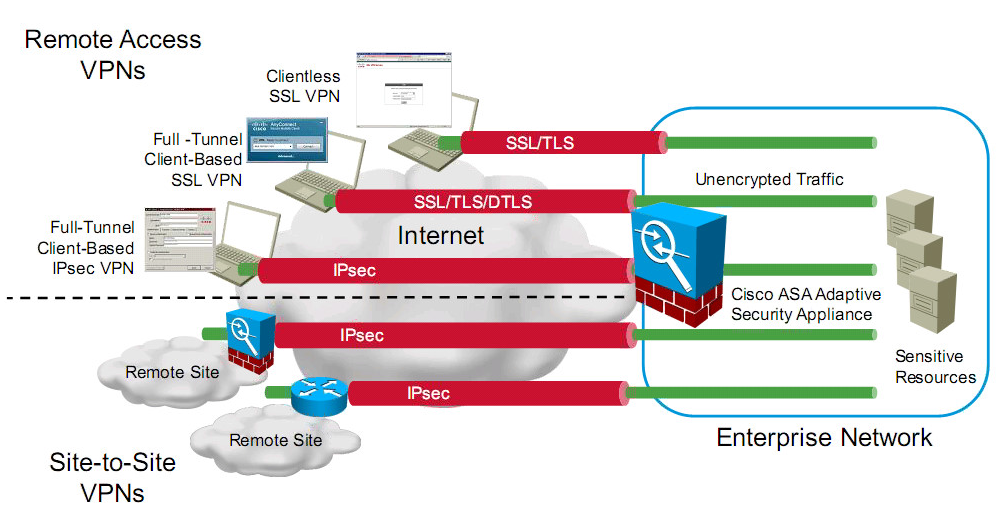 Remote Access
VPNs
Clientless
SSL VPN
SSL/TLS
Full -Tunnel
Client-Based
SSL VPN
CISCO
AnyConnect
Unencrypted Traffic
SSL/TLS/DTLS
Internet
Full-Tunnel
Client-Based
IPsec VPN
IPsec
Cisco ASA Adaptive
Security Appliance
IPsec
Remote Site
Sensitive
Resources
IPsec
Remote Site
Enterprise Network
Site-to-Site
VPNs